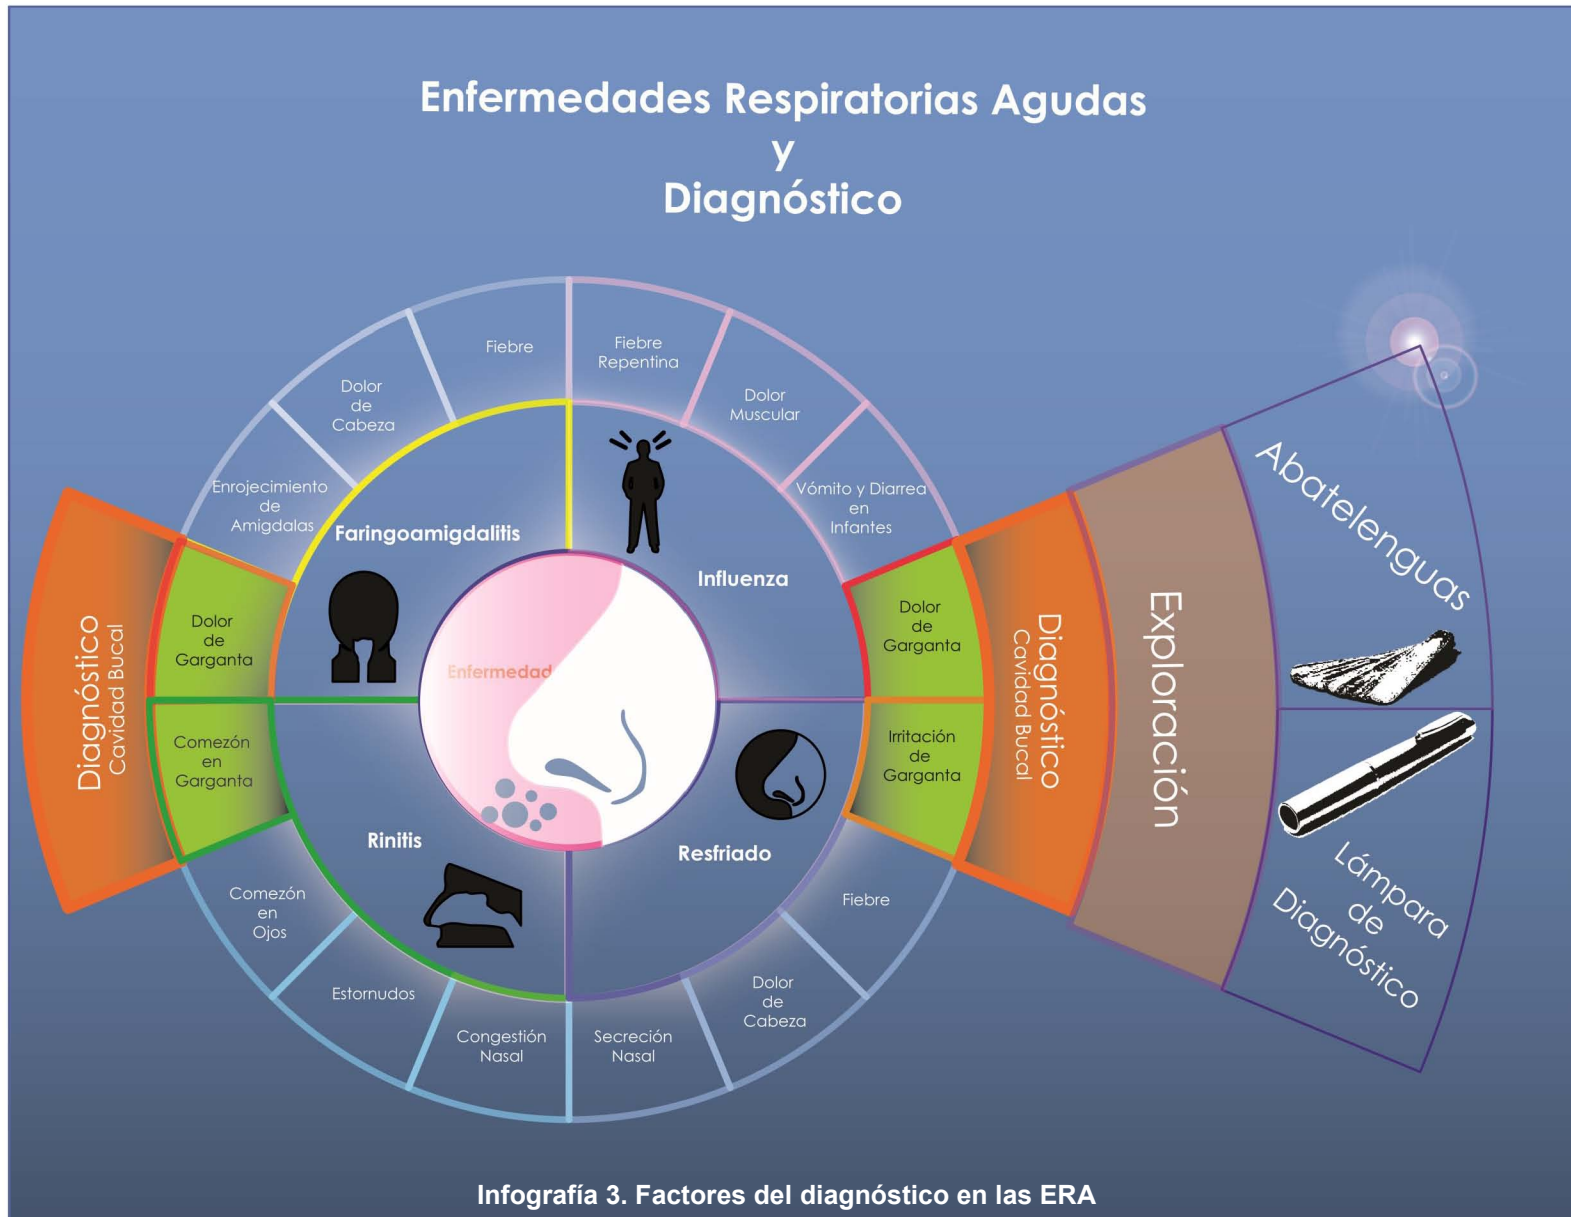 Enfermedades Respiratorias Agudas
y
Diagnóstico
Fiebre
Dolor
de
Cabeza
Enrojecimiento
de
Amigdalas
Fiebre
Repentina
Dolor
Muscular
Vómito y Diarrea
en
Infantes
Faringoamigdalitis
Influenza
Enfermedad
Rinitis
Resfriado
Diagnóstico
Cavidad Bucal
Dolor
de
Garganta
Comezón
en
Garganta
Dolor
de
Garganta
Irritación
de
Garganta
Diagnóstico
Cavidad Bucal
Exploración
Abatelenguas
Lámpara
de
Diagnóstico
Comezón
en
Ojos
Estornudos
Congestión
Nasal
Secreción
Nasal
Dolor
de
Cabeza
Fiebre
Infografía 3. Factores del diagnóstico en las ERA